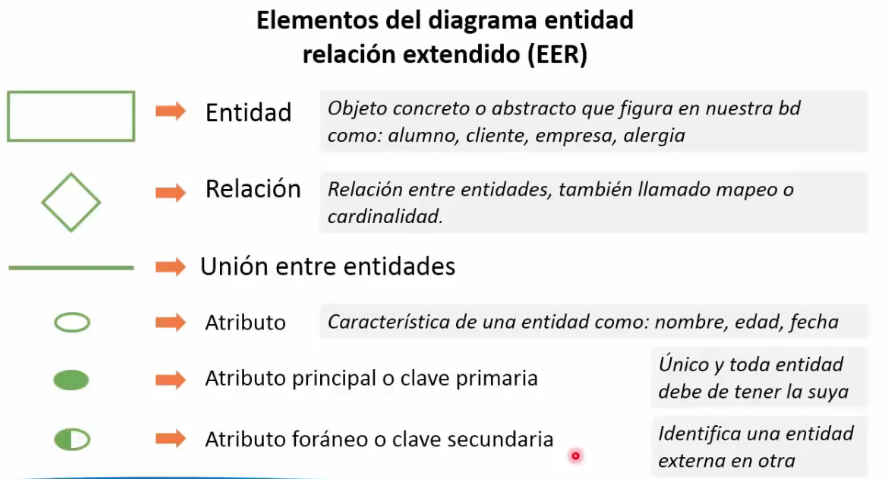 Elementos del diagrama entidad
relación extendido (EER)
Entidad
Objeto concreto o abstracto que figura en nuestra bd
como: alumno, cliente, empresa, alergia
Relación
Relación entre entidades, también llamado mapeo o
cardinalidad.
Unión entre entidades
Atributo
Característica de una entidad como: nombre, edad, fecha
Atributo principal o clave primaria
Único y toda entidad
debe de tener la suya
Atributo foráneo o clave secundaria
Identifica una entidad
externa en otra